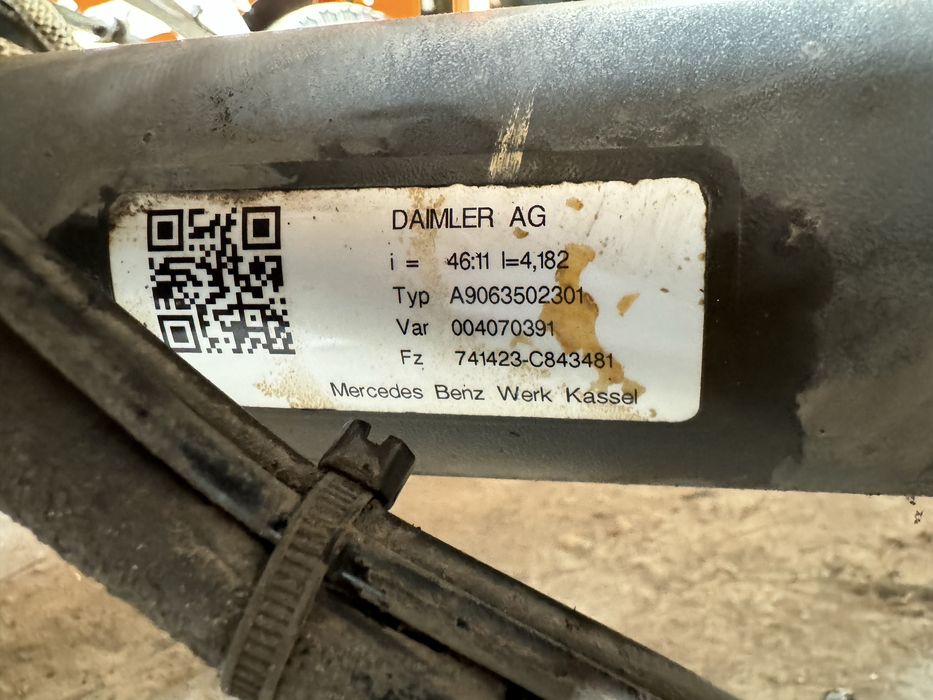 DAIMLER AG
i = 46:11 I=4,182
Typ A9063502301
Var 004070391
Fz 741423-C843481
Mercedes Benz Werk Kassel